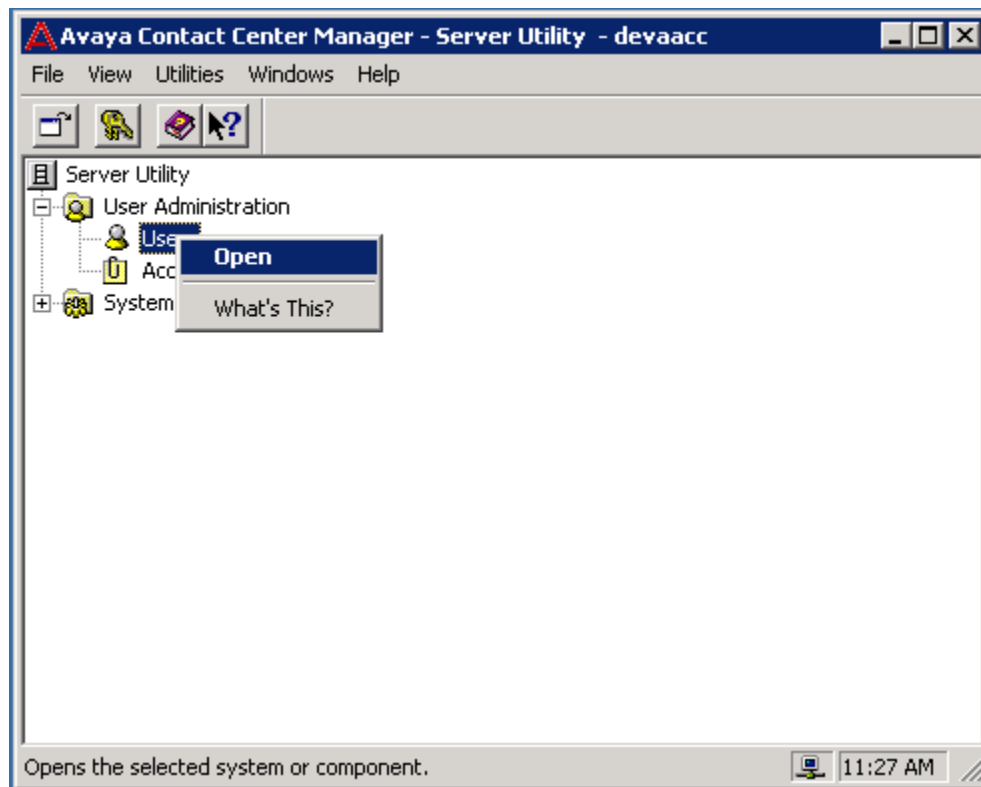 Avaya Contact Center Manager - Server Utility - devaacc
File View Utilities Windows Help
Server Utility
User Administration
Open
System
What's This?
Opens the selected system or component.
11:27 AM